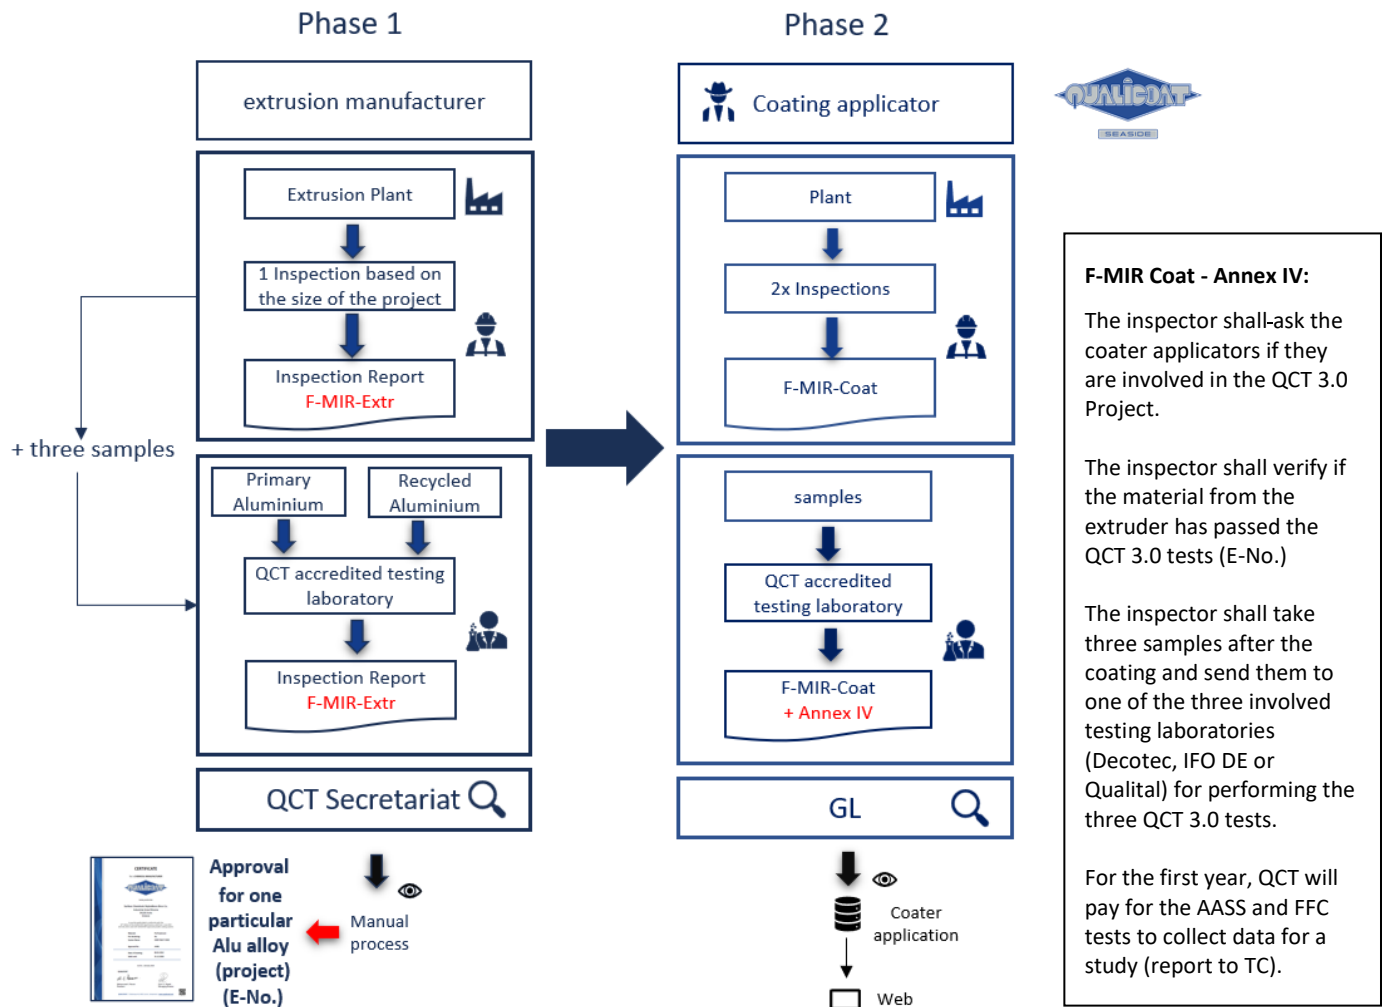 Phase 1
extrusion manufacturer
Extrusion Plant
1 Inspection based on
the size of the project
Inspection Report
F-MIR-Extr
+ three samples
Primary
Aluminium
Recycled
Aluminium
QCT accredited testing
laboratory
Inspection Report
F-MIR-Extr
QCT Secretariat
Manual
process
Approval
for one
particular
Alu alloy
(project)
(E-No.)
CERTIFICATE
QUALICOAT
Phase 2
Coating applicator
Plant
2x Inspections
F-MIR-Coat
samples
QCT accredited
testing laboratory
F-MIR-Coat
+ Annex IV
GL
Coater
application
Web
QUALICOAT
SEASIDE
F-MIR Coat - Annex IV:
The inspector shall-ask the
coater applicators if they
are involved in the QCT 3.0
Project.
The inspector shall verify if
the material from the
extruder has passed the
QCT 3.0 tests (E-No.)
The inspector shall take
three samples after the
coating and send them to
one of the three involved
testing laboratories
(Decotec, IFO DE or
Qualital) for performing the
three QCT 3.0 tests.
For the first year, QCT will
pay for the AASS and FFC
tests to collect data for a
study (report to TC).